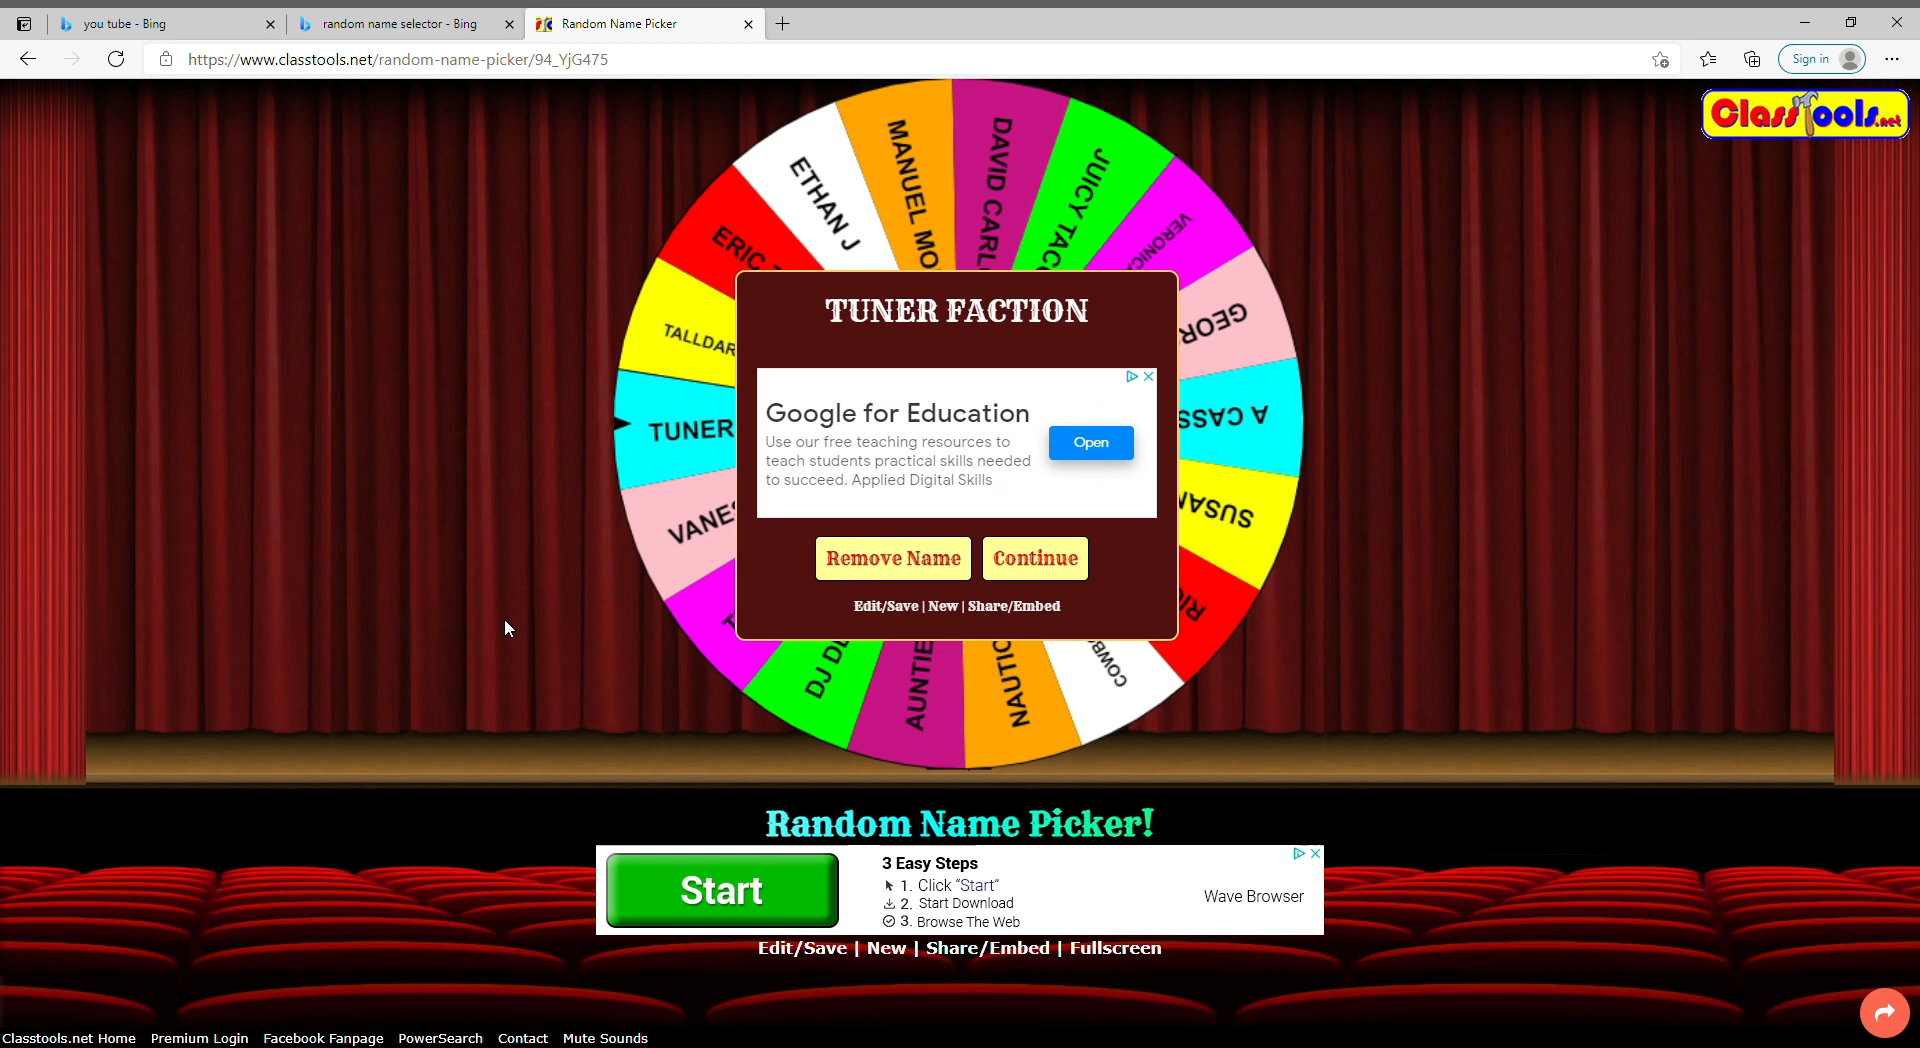 you tube - Bing
random name selector - Bing
Random Name Picker
https://www.classtools.net/random-name-picker/94_YjG475
Sign in
ClassTools.net
ETHAN J
MANUEL MO
DAVID CARL
JUICY TACO
VERONICA
ERIC
GEOR
TALLDAR
TUNER FACTION
A CASS
TUNER
Google for Education
Use our free teaching resources to
teach students practical skills needed
to succeed. Applied Digital Skills
Open
SUSAN
VANES
Remove Name
Continue
Edit/Save | New | Share/Embed
RIC
DJ DL
AUNTIE
NAUTIC
COWB
Random Name Picker!
Start
3 Easy Steps
1. Click "Start"
2. Start Download
3. Browse The Web
Wave Browser
Edit/Save | New | Share/Embed | Fullscreen
Classtools.net Home
Premium Login
Facebook Fanpage
PowerSearch
Contact
Mute Sounds